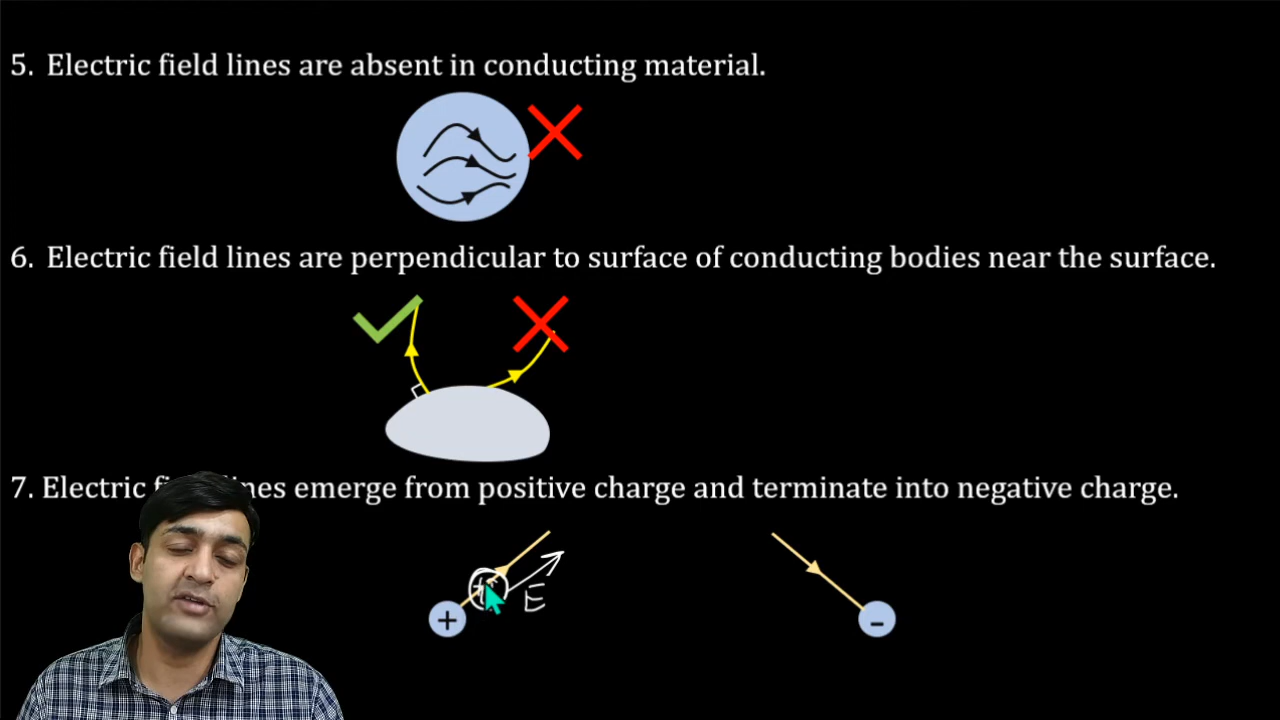 5. Electric field lines are absent in conducting material.
6. Electric field lines are perpendicular to surface of conducting bodies near the surface.
7. Electric lines emerge from positive charge and terminate into negative charge.
+
+
E
-